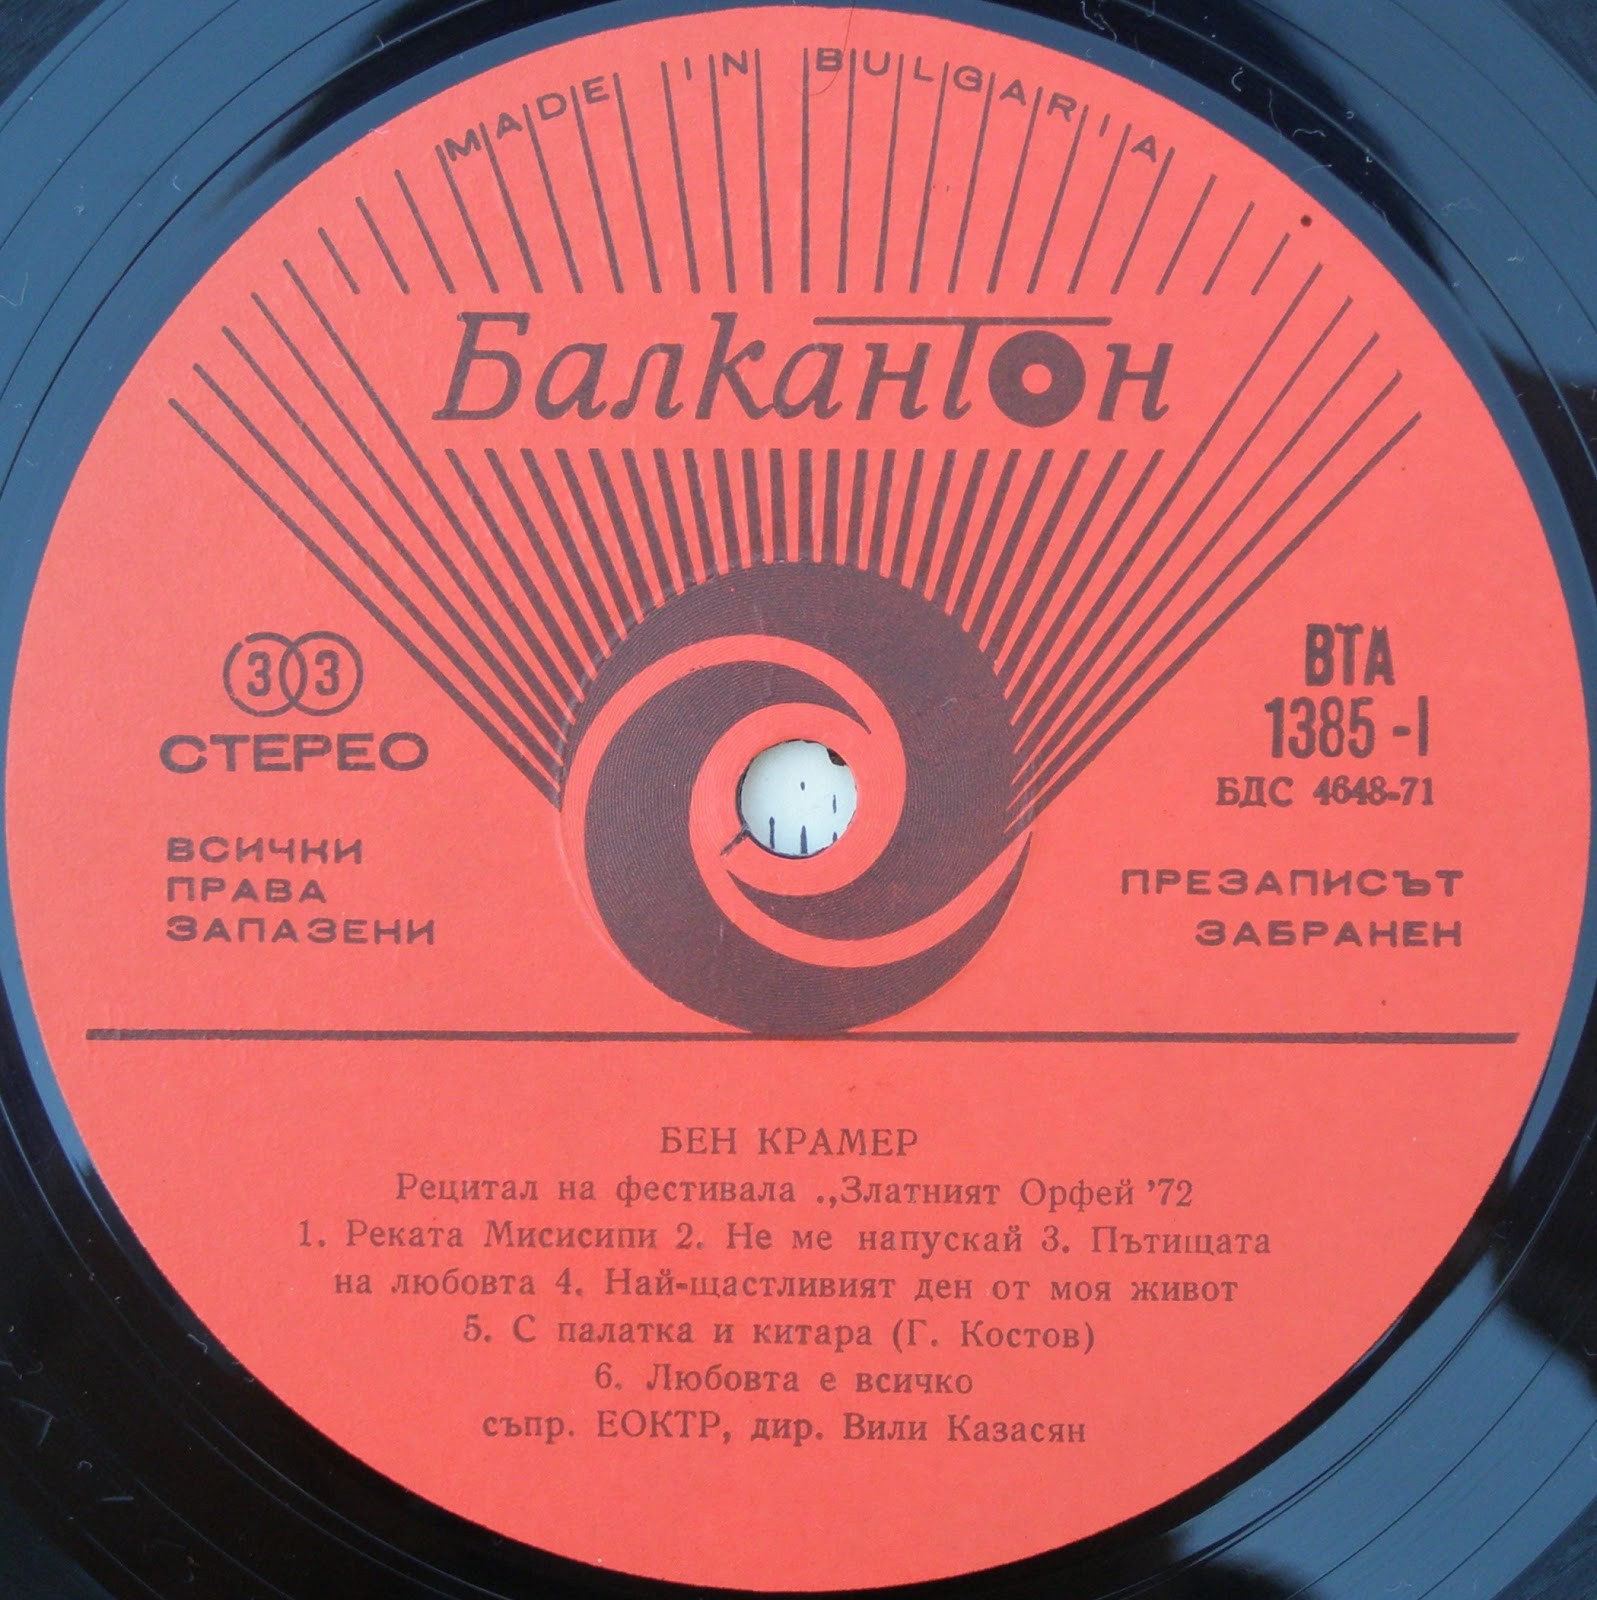 MADE IN BULGARIA
Балкантон
33
СТЕРЕО
ВСИЧКИ
ПРАВА
ЗАПАЗЕНИ
ВТА
1385-I
БДС 4648-71
ПРЕЗАПИСЪТ
ЗАБРАНЕН
БЕН КРАМЕР
Рецитал на фестивала .,Златният Орфей '72
1. Реката Мисисипи 2. Не ме напускай 3. Пътищата
на любовта 4. Най-щастливият ден от моя живот
5. С палатка и китара (Г. Костов)
6. Любовта е всичко
съпр. ЕОКТР, дир. Вили Казасян